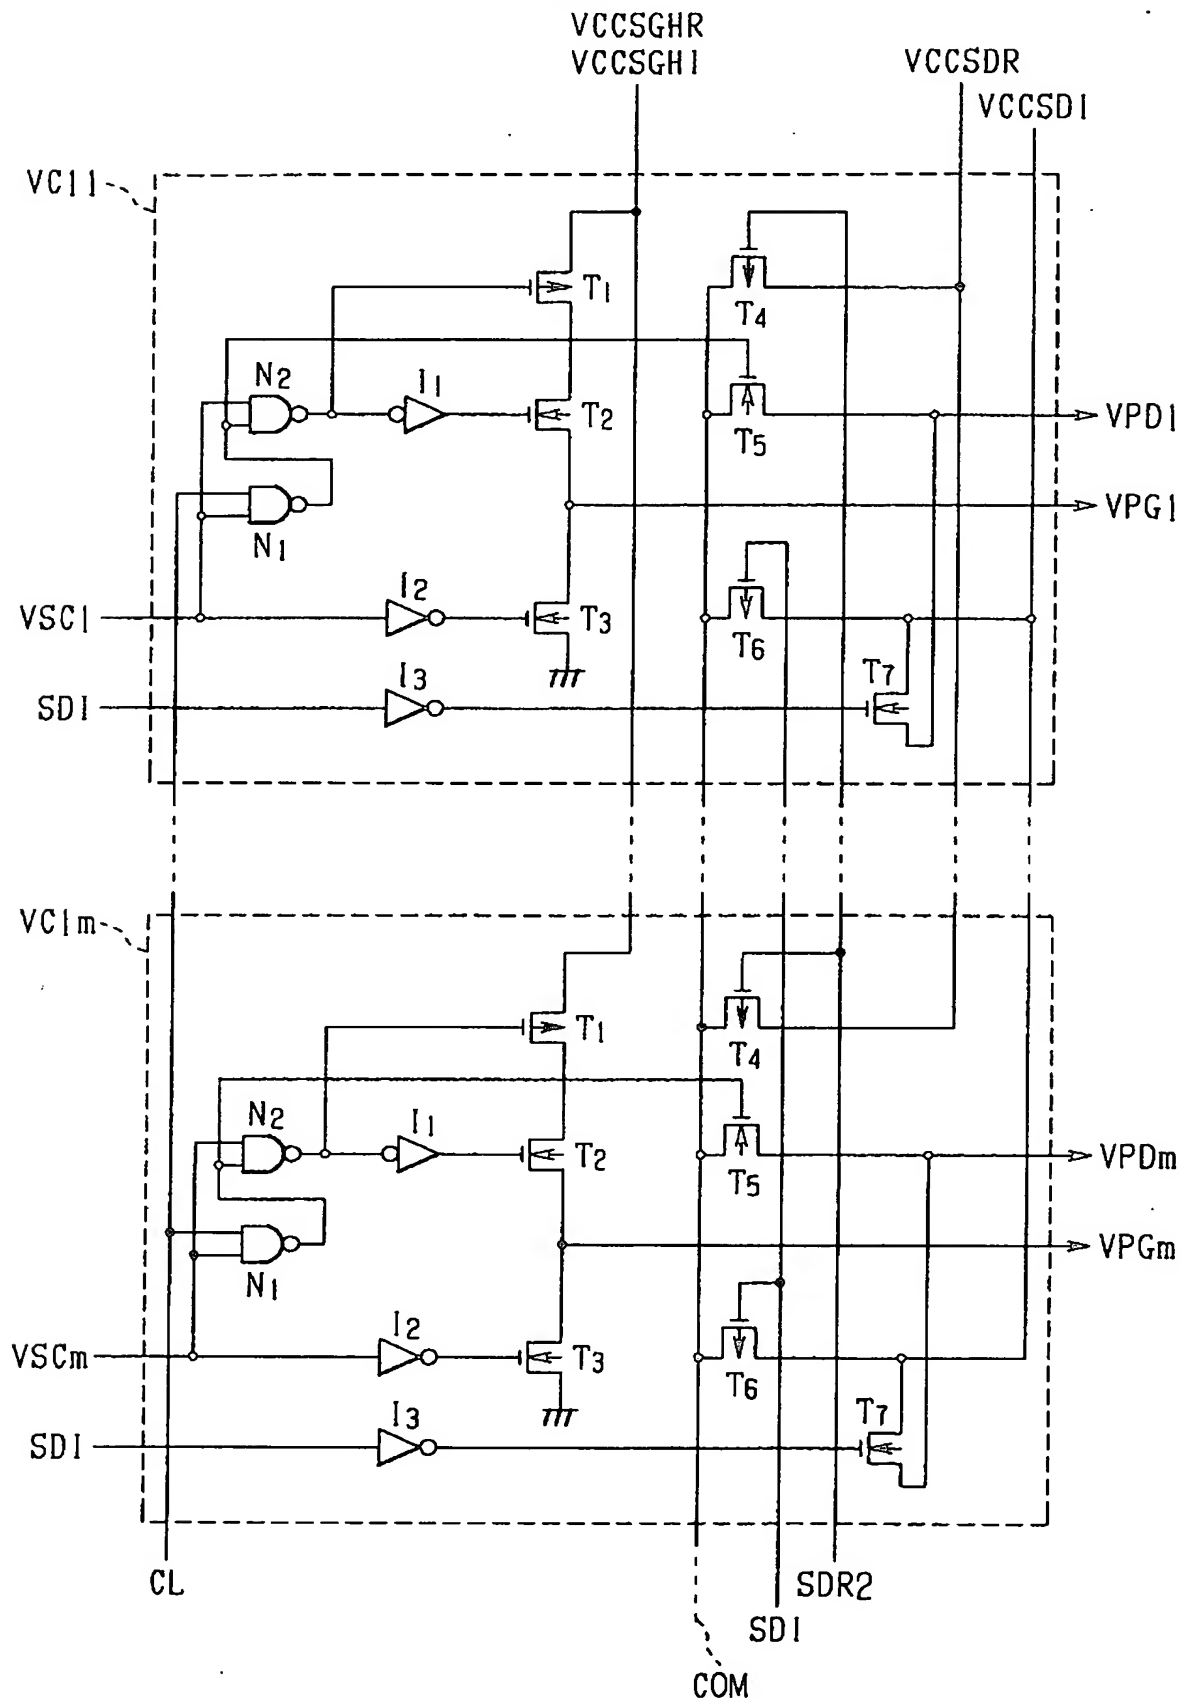 VCCSGHR
VCCSGHI
VCCSDR
VCCSDI
VC11
T1
T4
N2
I1
T2
T5
VPD1
N1
VPG1
I2
VSC1
T3
T6
I3
T7
SDI
VC1m
T1
T4
N2
I1
T2
T5
VPDm
N1
VPGm
I2
VSCm
T3
T6
I3
T7
SDI
CL
SDR2
SDI
COM